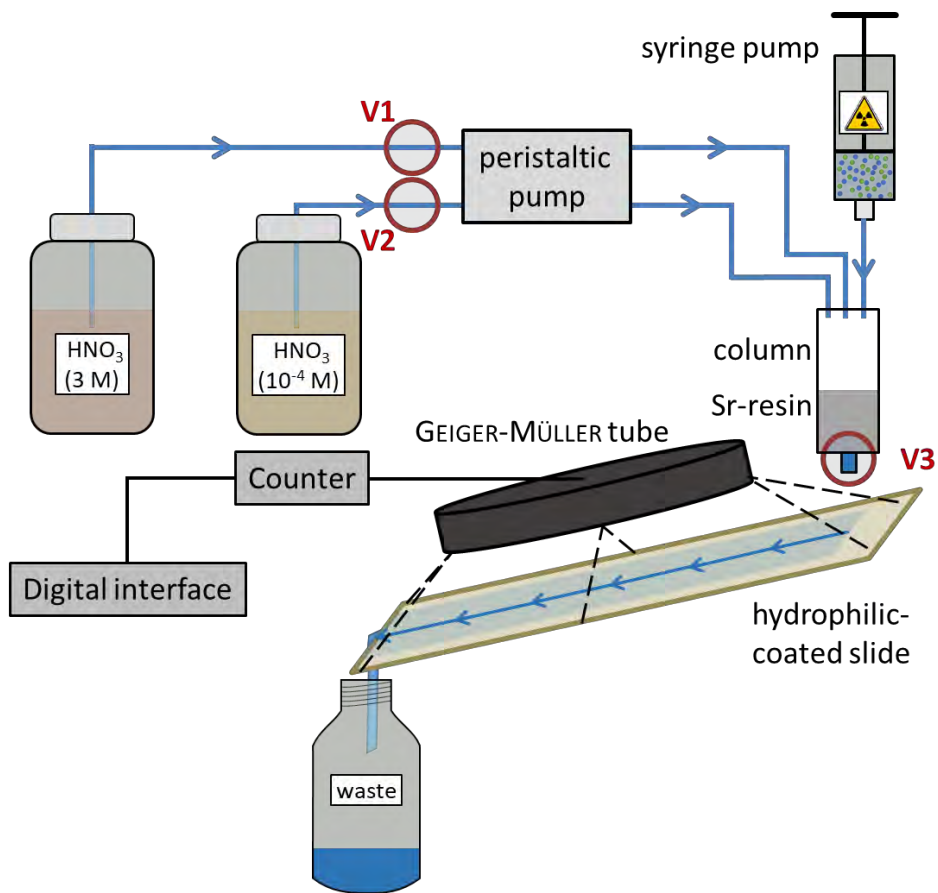 syringe pump
V1
peristaltic
pump
V2
HNO₃
(3 M)
HNO₃
(10⁻⁴ M)
column
Sr-resin
GEIGER-MÜLLER tube
V3
Counter
Digital interface
hydrophilic-
coated slide
waste